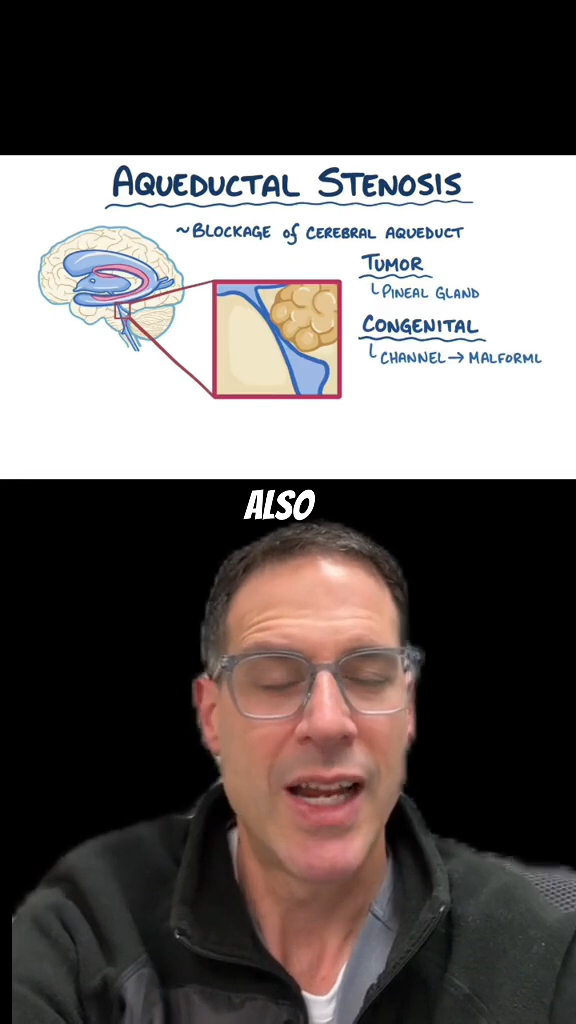 AQUEDUCTAL STENOSIS
~BLOCKAGE of CEREBRAL AQUEDUCT
TUMOR
PINEAL GLAND
CONGENITAL
CHANNEL → MALFORML
ALSO